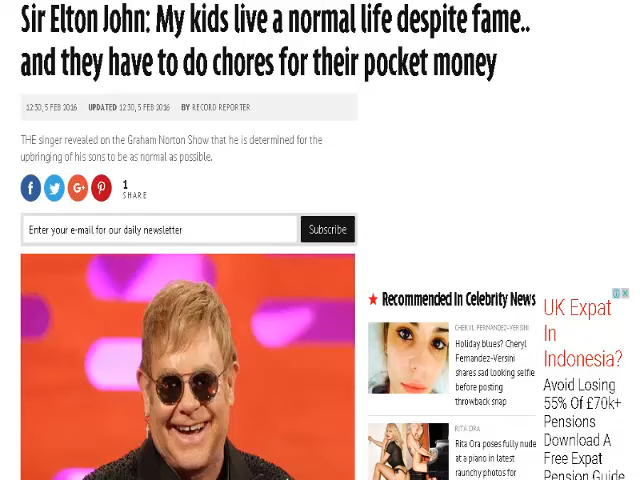 Sir Elton John: My kids live a normal life despite fame..
and they have to do chores for their pocket money
12:30, 5 FEB 2016 UPDATED 12:30, 5 FEB 2016 BY RECORD REPORTER
THE singer revealed on the Graham Norton Show that he is determined for the
upbringing of his sons to be as normal as possible.
1
SHARE
Enter your e-mail for our daily newsletter
Subscribe
Recommended In Celebrity News
CHERYL FERNANDEZ-VERSINI
Holiday blues? Cheryl
Fernandez-Versini
shares sad looking selfie
before posting
throwback snap
RITA ORA
Rita Ora poses fully nude
at a piano in latest
raunchy photos for
UK Expat
In
Indonesia?
Avoid Losing
55% Of £70k+
Pensions
Download A
Free Expat
Pension Guide